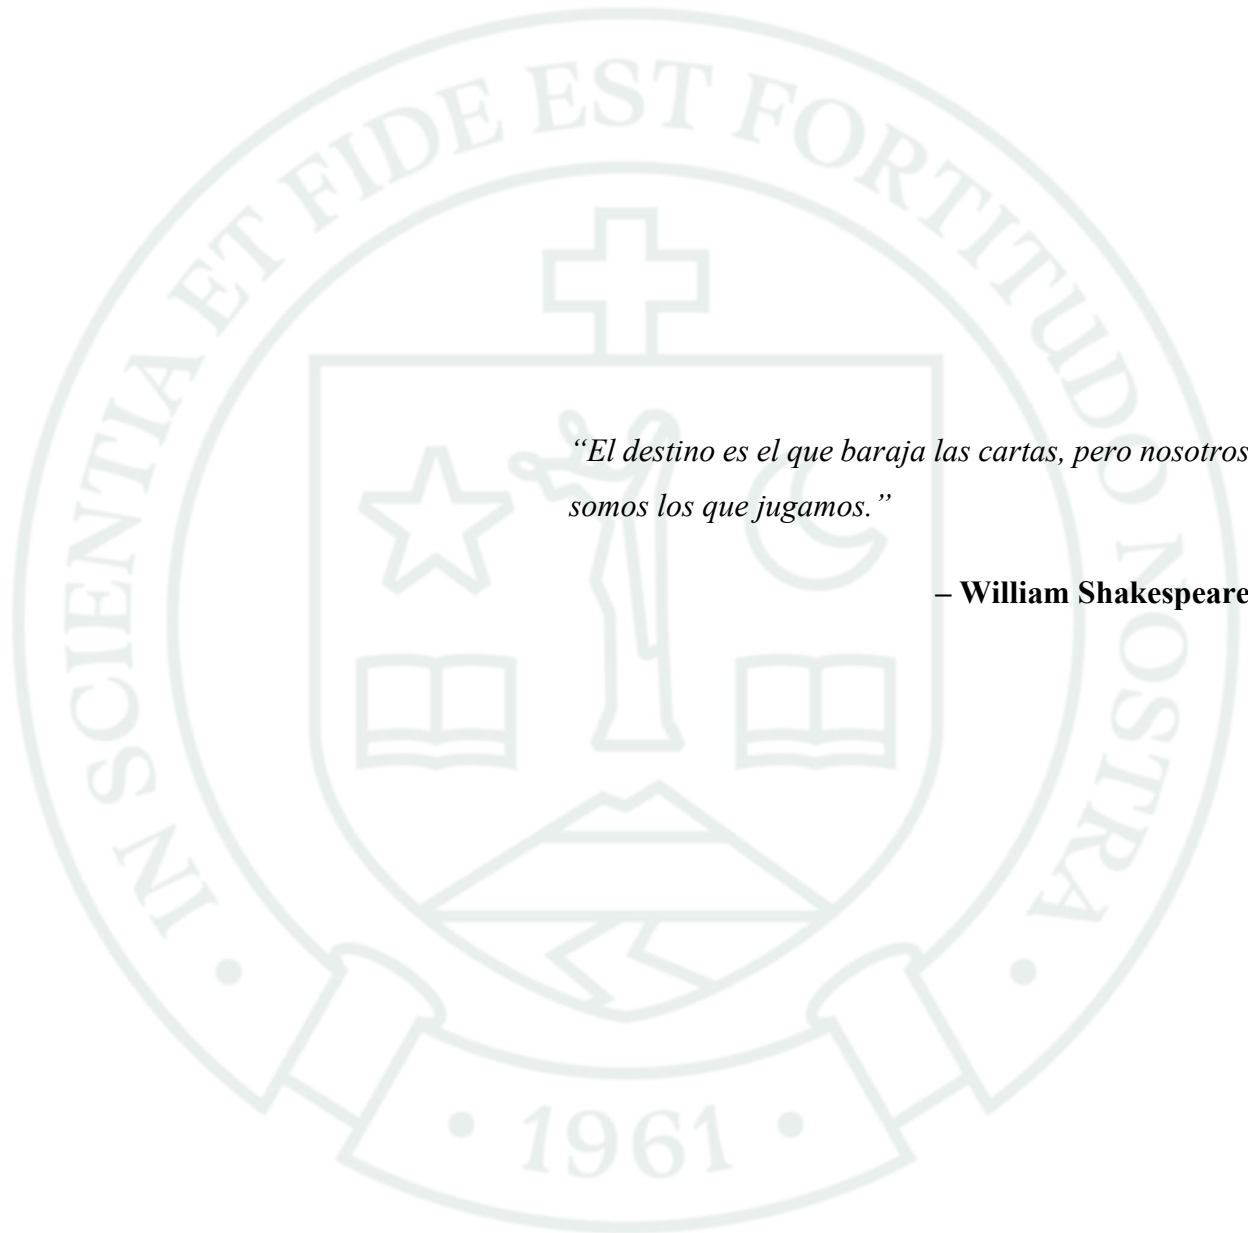 IN SCIENTIA ET FIDE EST FORTITUDO NOSTRA
“El destino es el que baraja las cartas, pero nosotros
somos los que jugamos.”
– William Shakespeare
• 1961 •